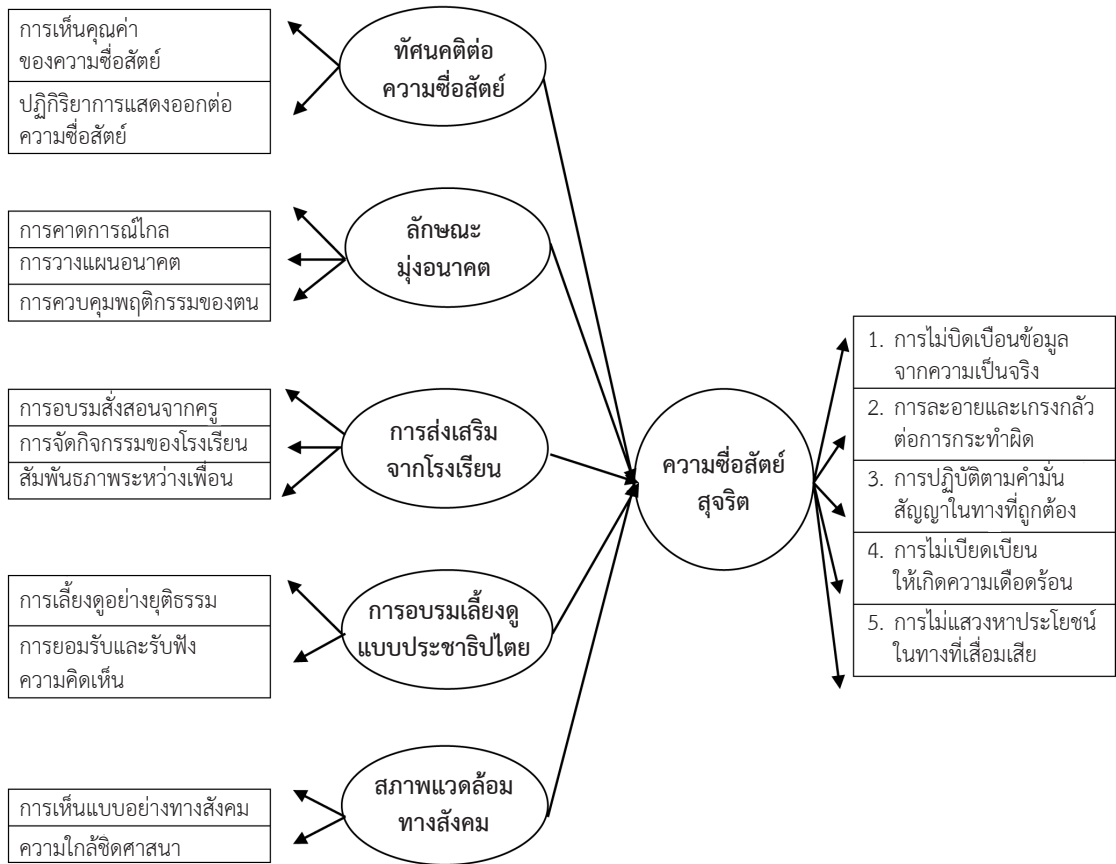 การเห็นคุณค่า
ของความซื่อสัตย์
ปฏิกิริยาการแสดงออกต่อ
ความซื่อสัตย์
ทัศนคติต่อ
ความซื่อสัตย์
การคาดการณ์ไกล
การวางแผนอนาคต
การควบคุมพฤติกรรมของตน
ลักษณะ
มุ่งอนาคต
การอบรมสั่งสอนจากครู
การจัดกิจกรรมของโรงเรียน
สัมพันธภาพระหว่างเพื่อน
การส่งเสริม
จากโรงเรียน
การเลี้ยงดูอย่างยุติธรรม
การยอมรับและรับฟัง
ความคิดเห็น
การอบรมเลี้ยงดู
แบบประชาธิปไตย
การเห็นแบบอย่างทางสังคม
ความใกล้ชิดศาสนา
สภาพแวดล้อม
ทางสังคม
ความซื่อสัตย์
สุจริต
1. การไม่บิดเบือนข้อมูล
จากความเป็นจริง
2. การละอายและเกรงกลัว
ต่อการกระทำผิด
3. การปฏิบัติตามคำมั่น
สัญญาในทางที่ถูกต้อง
4. การไม่เบียดเบียน
ให้เกิดความเดือดร้อน
5. การไม่แสวงหาประโยชน์
ในทางที่เสื่อมเสีย